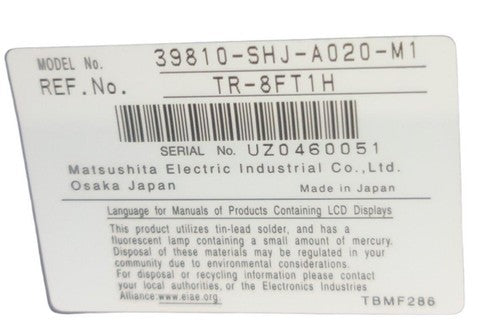 MODEL No. 39810-SHJ-A020-M1
REF.No. TR-8FT1H
SERIAL No. UZ0460051
Matsushita Electric Industrial Co.,Ltd.
Osaka Japan Made in Japan
Language for Manuals of Products Containing LCD Displays
This product utilizes tin-lead solder, and has a
fluorescent lamp containing a small amount of mercury.
Disposal of these materials may be regulated in your
community due to environmental considerations.
For disposal or recycling information please contact
your local authorities, or the Electronics Industries
Alliance:www.eiae.org.
TBMF286